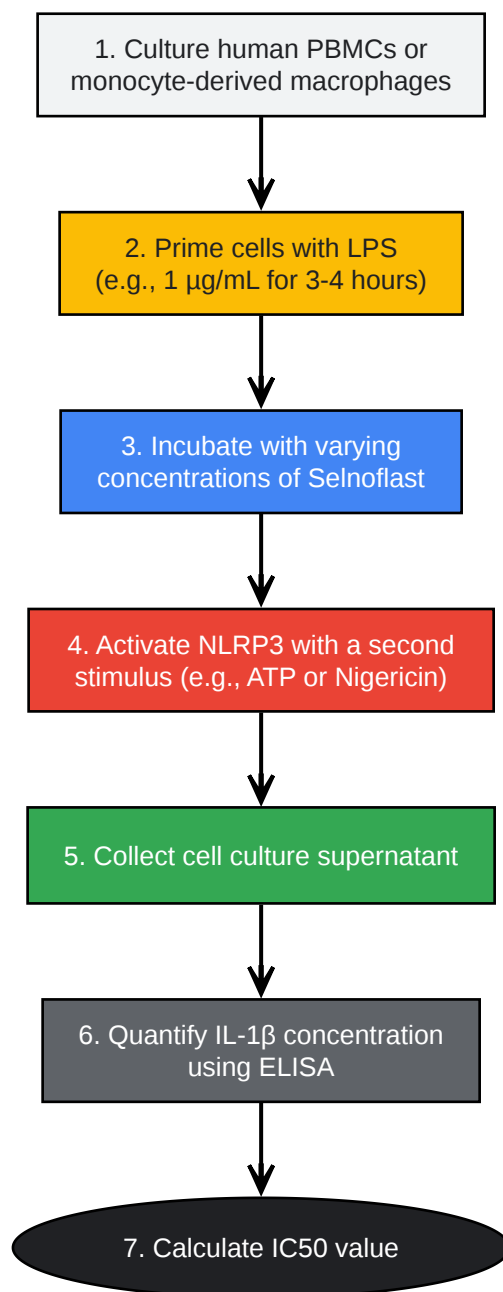 1. Culture human PBMCs or
monocyte-derived macrophages
2. Prime cells with LPS
(e.g., 1 µg/mL for 3-4 hours)
3. Incubate with varying
concentrations of Selnoflast
4. Activate NLRP3 with a second
stimulus (e.g., ATP or Nigericin)
5. Collect cell culture supernatant
6. Quantify IL-1β concentration
using ELISA
7. Calculate IC50 value